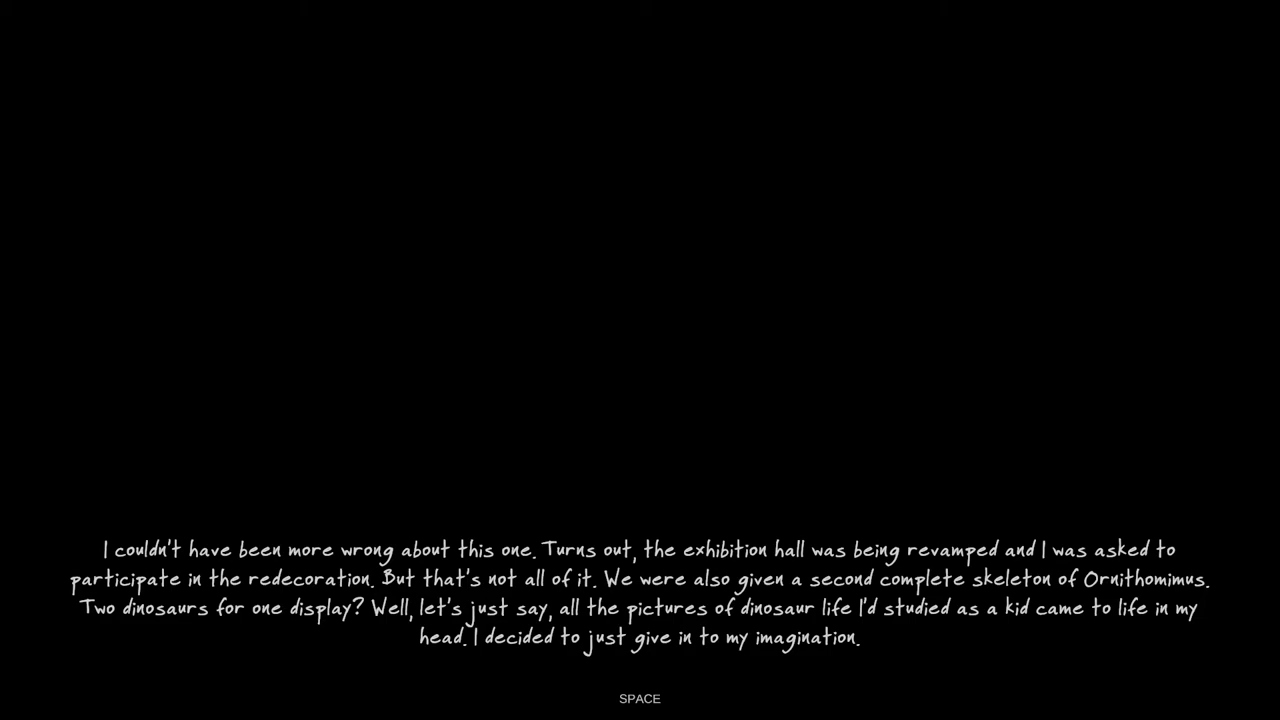 I couldn't have been more wrong about this one. Turns out, the exhibition hall was being revamped and I was asked to
participate in the redecoration. But that's not all of it. We were also given a second complete skeleton of Ornithomimus.
Two dinosaurs for one display? Well, let's just say, all the pictures of dinosaur life I'd studied as a kid came to life in my
head. I decided to just give in to my imagination.
SPACE